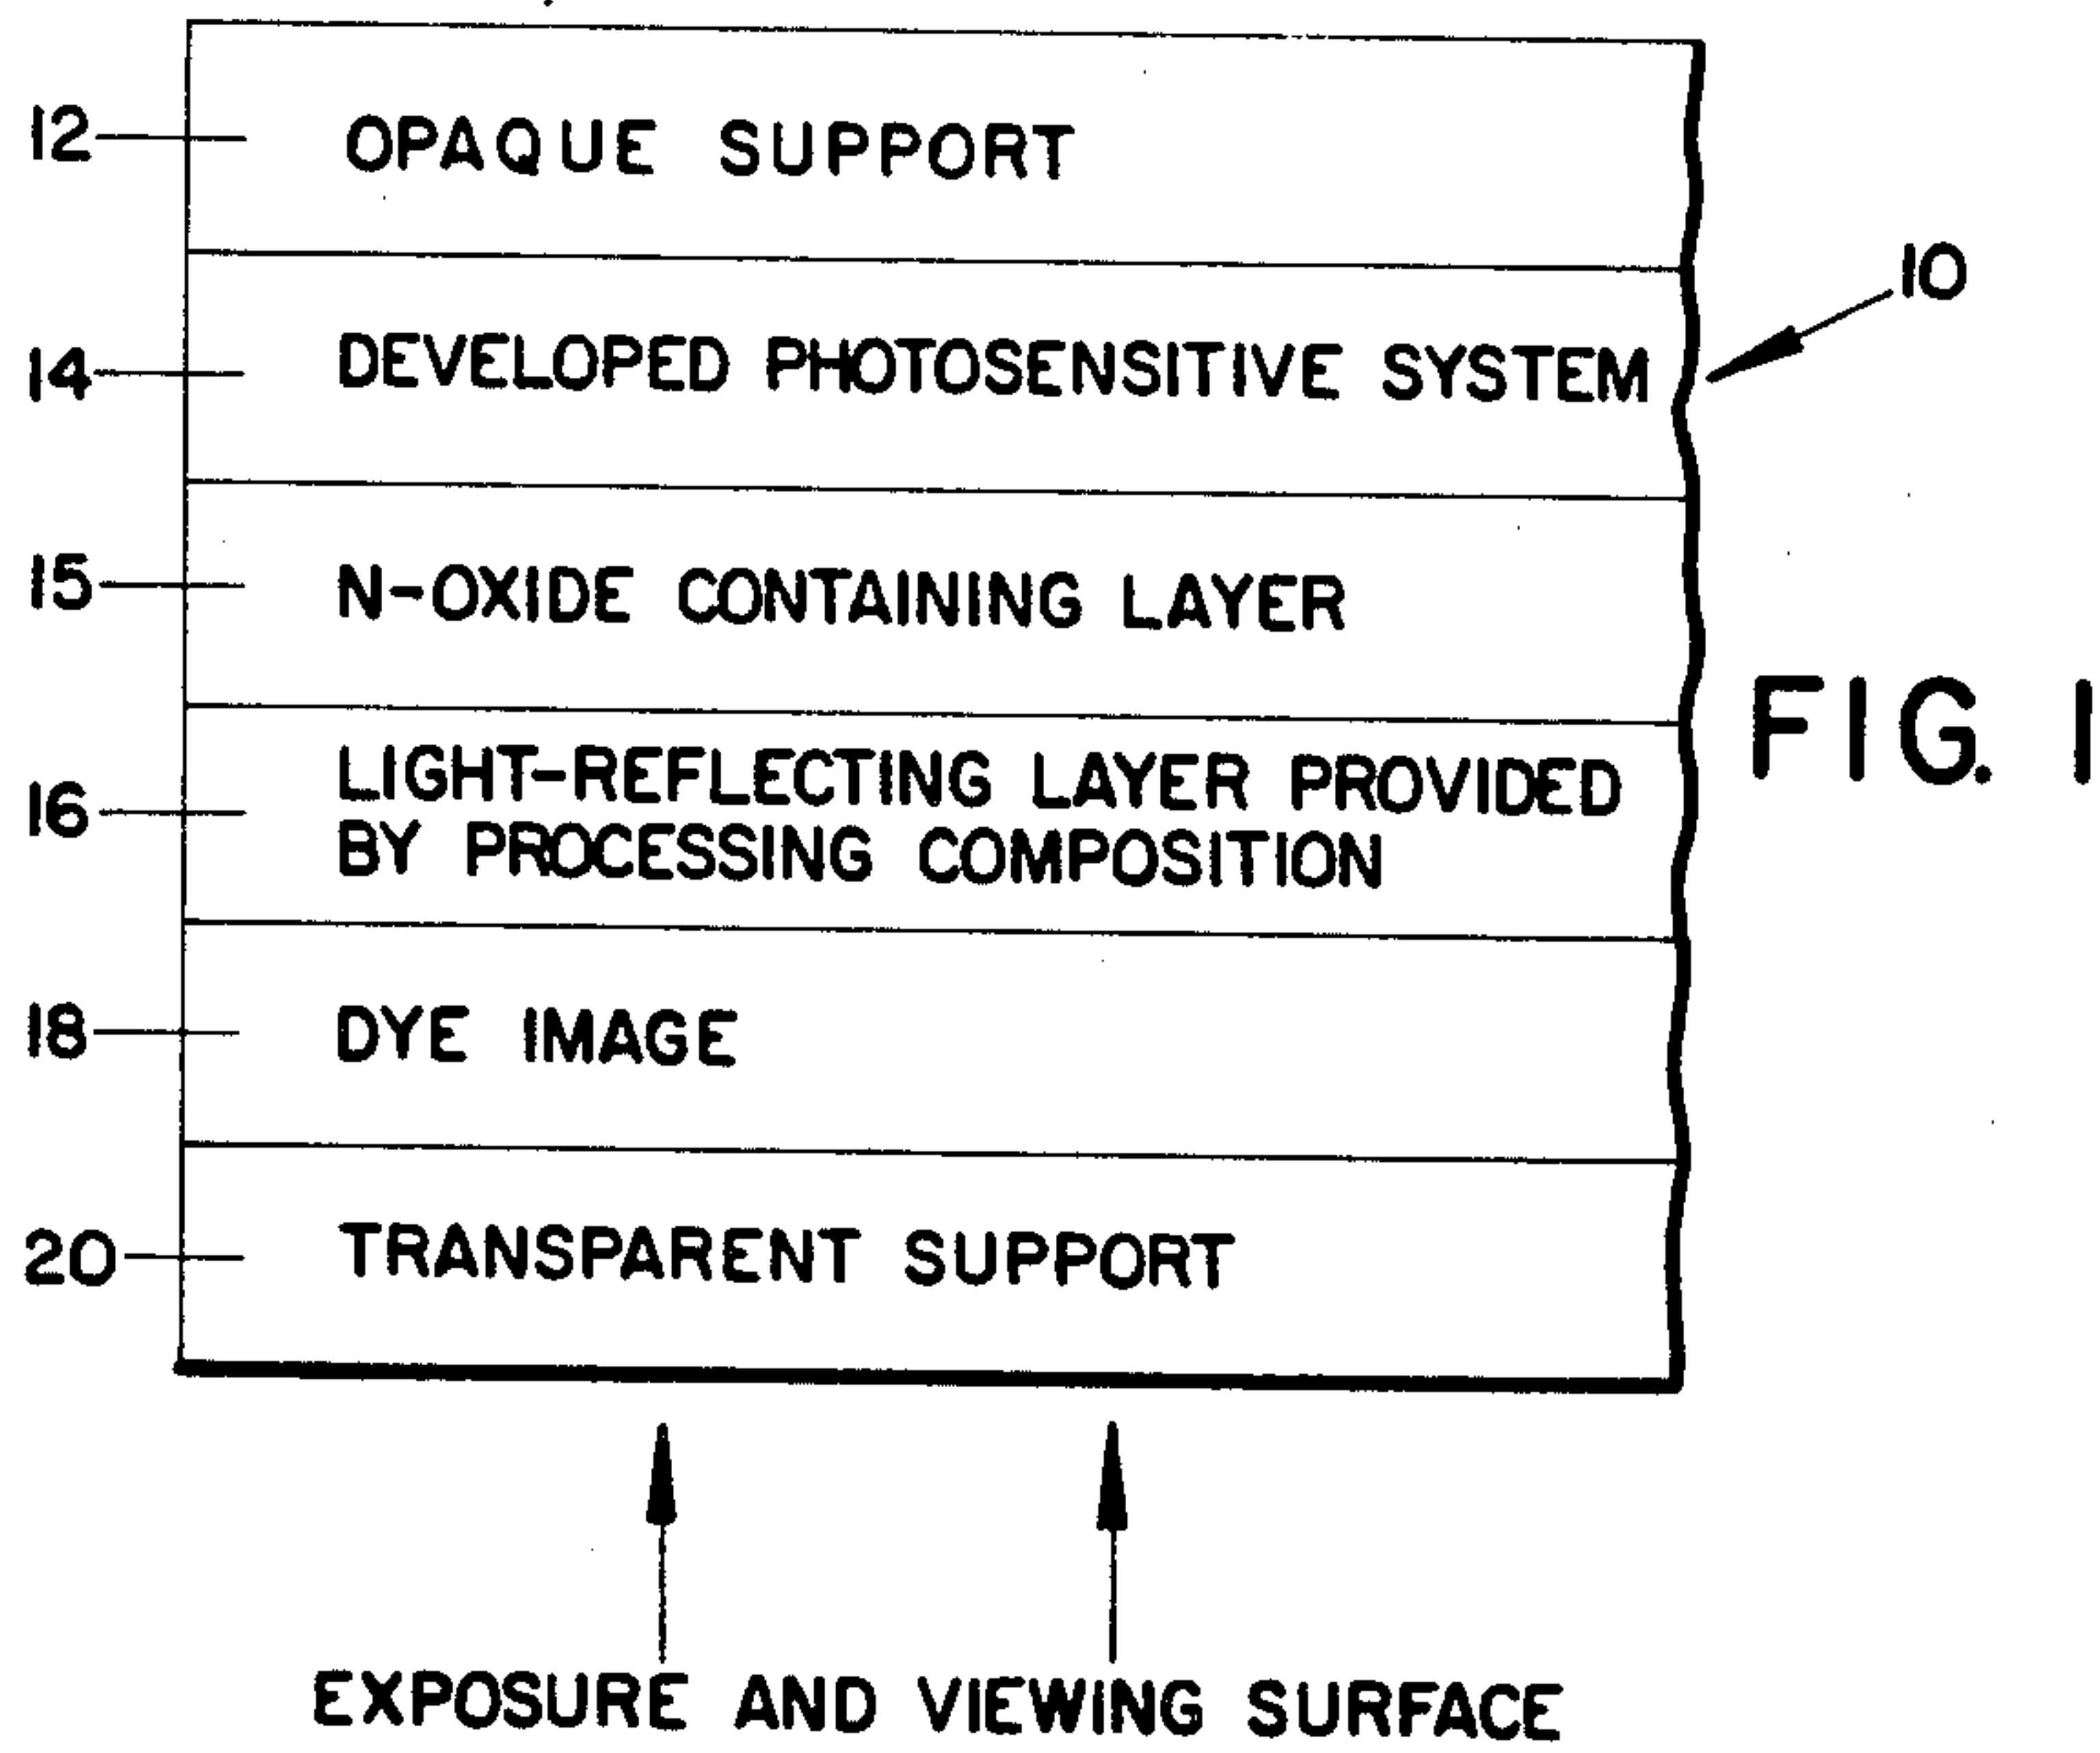 12 OPAQUE SUPPORT
10
14 DEVELOPED PHOTOSENSITIVE SYSTEM
15 N-OXIDE CONTAINING LAYER
FIG. 1
16 LIGHT-REFLECTING LAYER PROVIDED
BY PROCESSING COMPOSITION
18 DYE IMAGE
20 TRANSPARENT SUPPORT
EXPOSURE AND VIEWING SURFACE